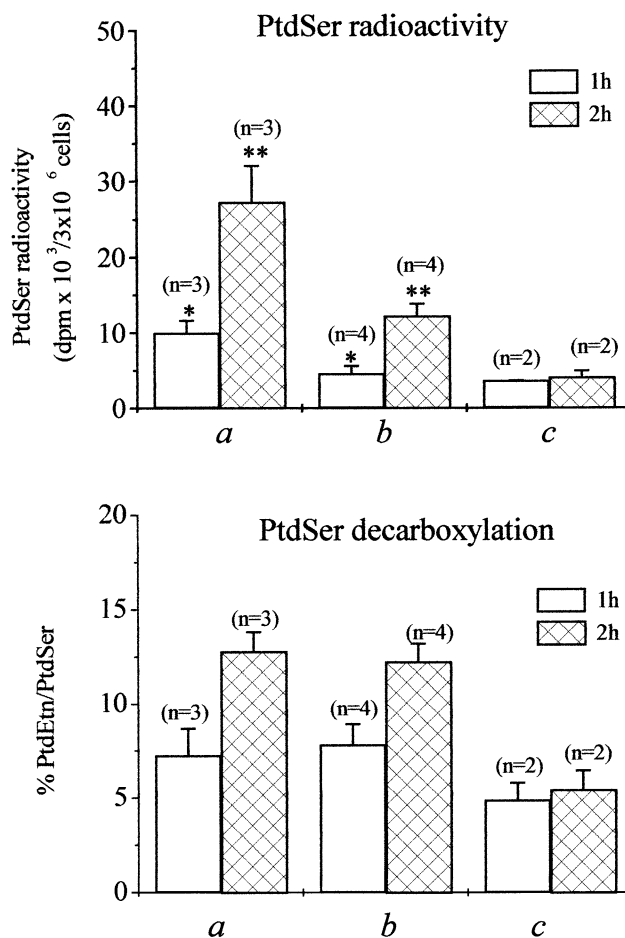 PtdSer radioactivity
PtdSer radioactivity
(dpm x 10 3/3x10 6 cells)
50
40
30
20
10
0
1h
2h
(n=3)
*
(n=3)
**
(n=4)
*
(n=4)
**
(n=2)
(n=2)
a
b
c
PtdSer decarboxylation
% PtdEtn/PtdSer
20
15
10
5
0
1h
2h
(n=3)
(n=3)
(n=4)
(n=4)
(n=2)
(n=2)
a
b
c